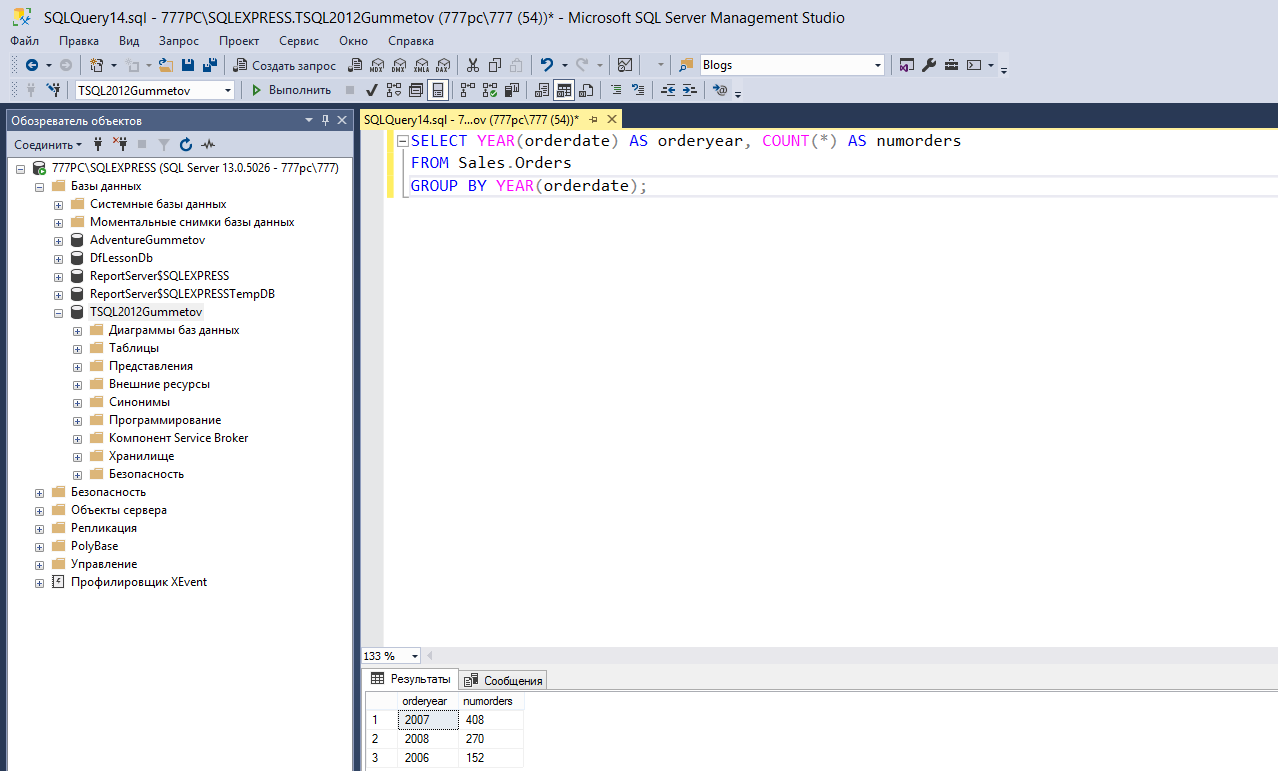 SQLQuery14.sql - 777PC\SQLEXPRESS.TSQL2012Gummetov (777pc\777 (54))* - Microsoft SQL Server Management Studio
Файл Правка Вид Запрос Проект Сервис Окно Справка
Создать запрос MDX DMX XMLA DAX Blogs
TSQL2012Gummetov Выполнить
Обозреватель объектов
SQLQuery14.sql - 7...ov (777pc\777 (54))*
Соединить
777PC\SQLEXPRESS (SQL Server 13.0.5026 - 777pc\777)
Базы данных
Системные базы данных
Моментальные снимки базы данных
AdventureGummetov
DfLessonDb
ReportServer$SQLEXPRESS
ReportServer$SQLEXPRESSTempDB
TSQL2012Gummetov
Диаграммы баз данных
Таблицы
Представления
Внешние ресурсы
Синонимы
Программирование
Компонент Service Broker
Хранилище
Безопасность
Безопасность
Объекты сервера
Репликация
PolyBase
Управление
Профилировщик XEvent
SELECT YEAR(orderdate) AS orderyear, COUNT(*) AS numorders
FROM Sales.Orders
GROUP BY YEAR(orderdate);
133 %
Результаты Сообщения
orderyear numorders
1 2007 408
2 2008 270
3 2006 152